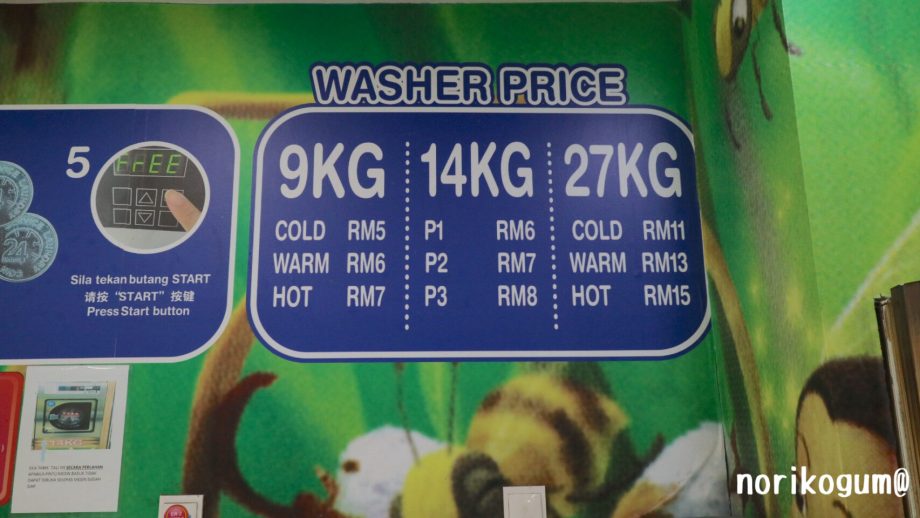 WASHER PRICE
5
FrEE
Sila tekan butang START
请按“START”按键
Press Start button
24
9KG
COLD RM5
WARM RM6
HOT RM7
14KG
P1 RM6
P2 RM7
P3 RM8
27KG
COLD RM11
WARM RM13
HOT RM15
14KG
norikogum@